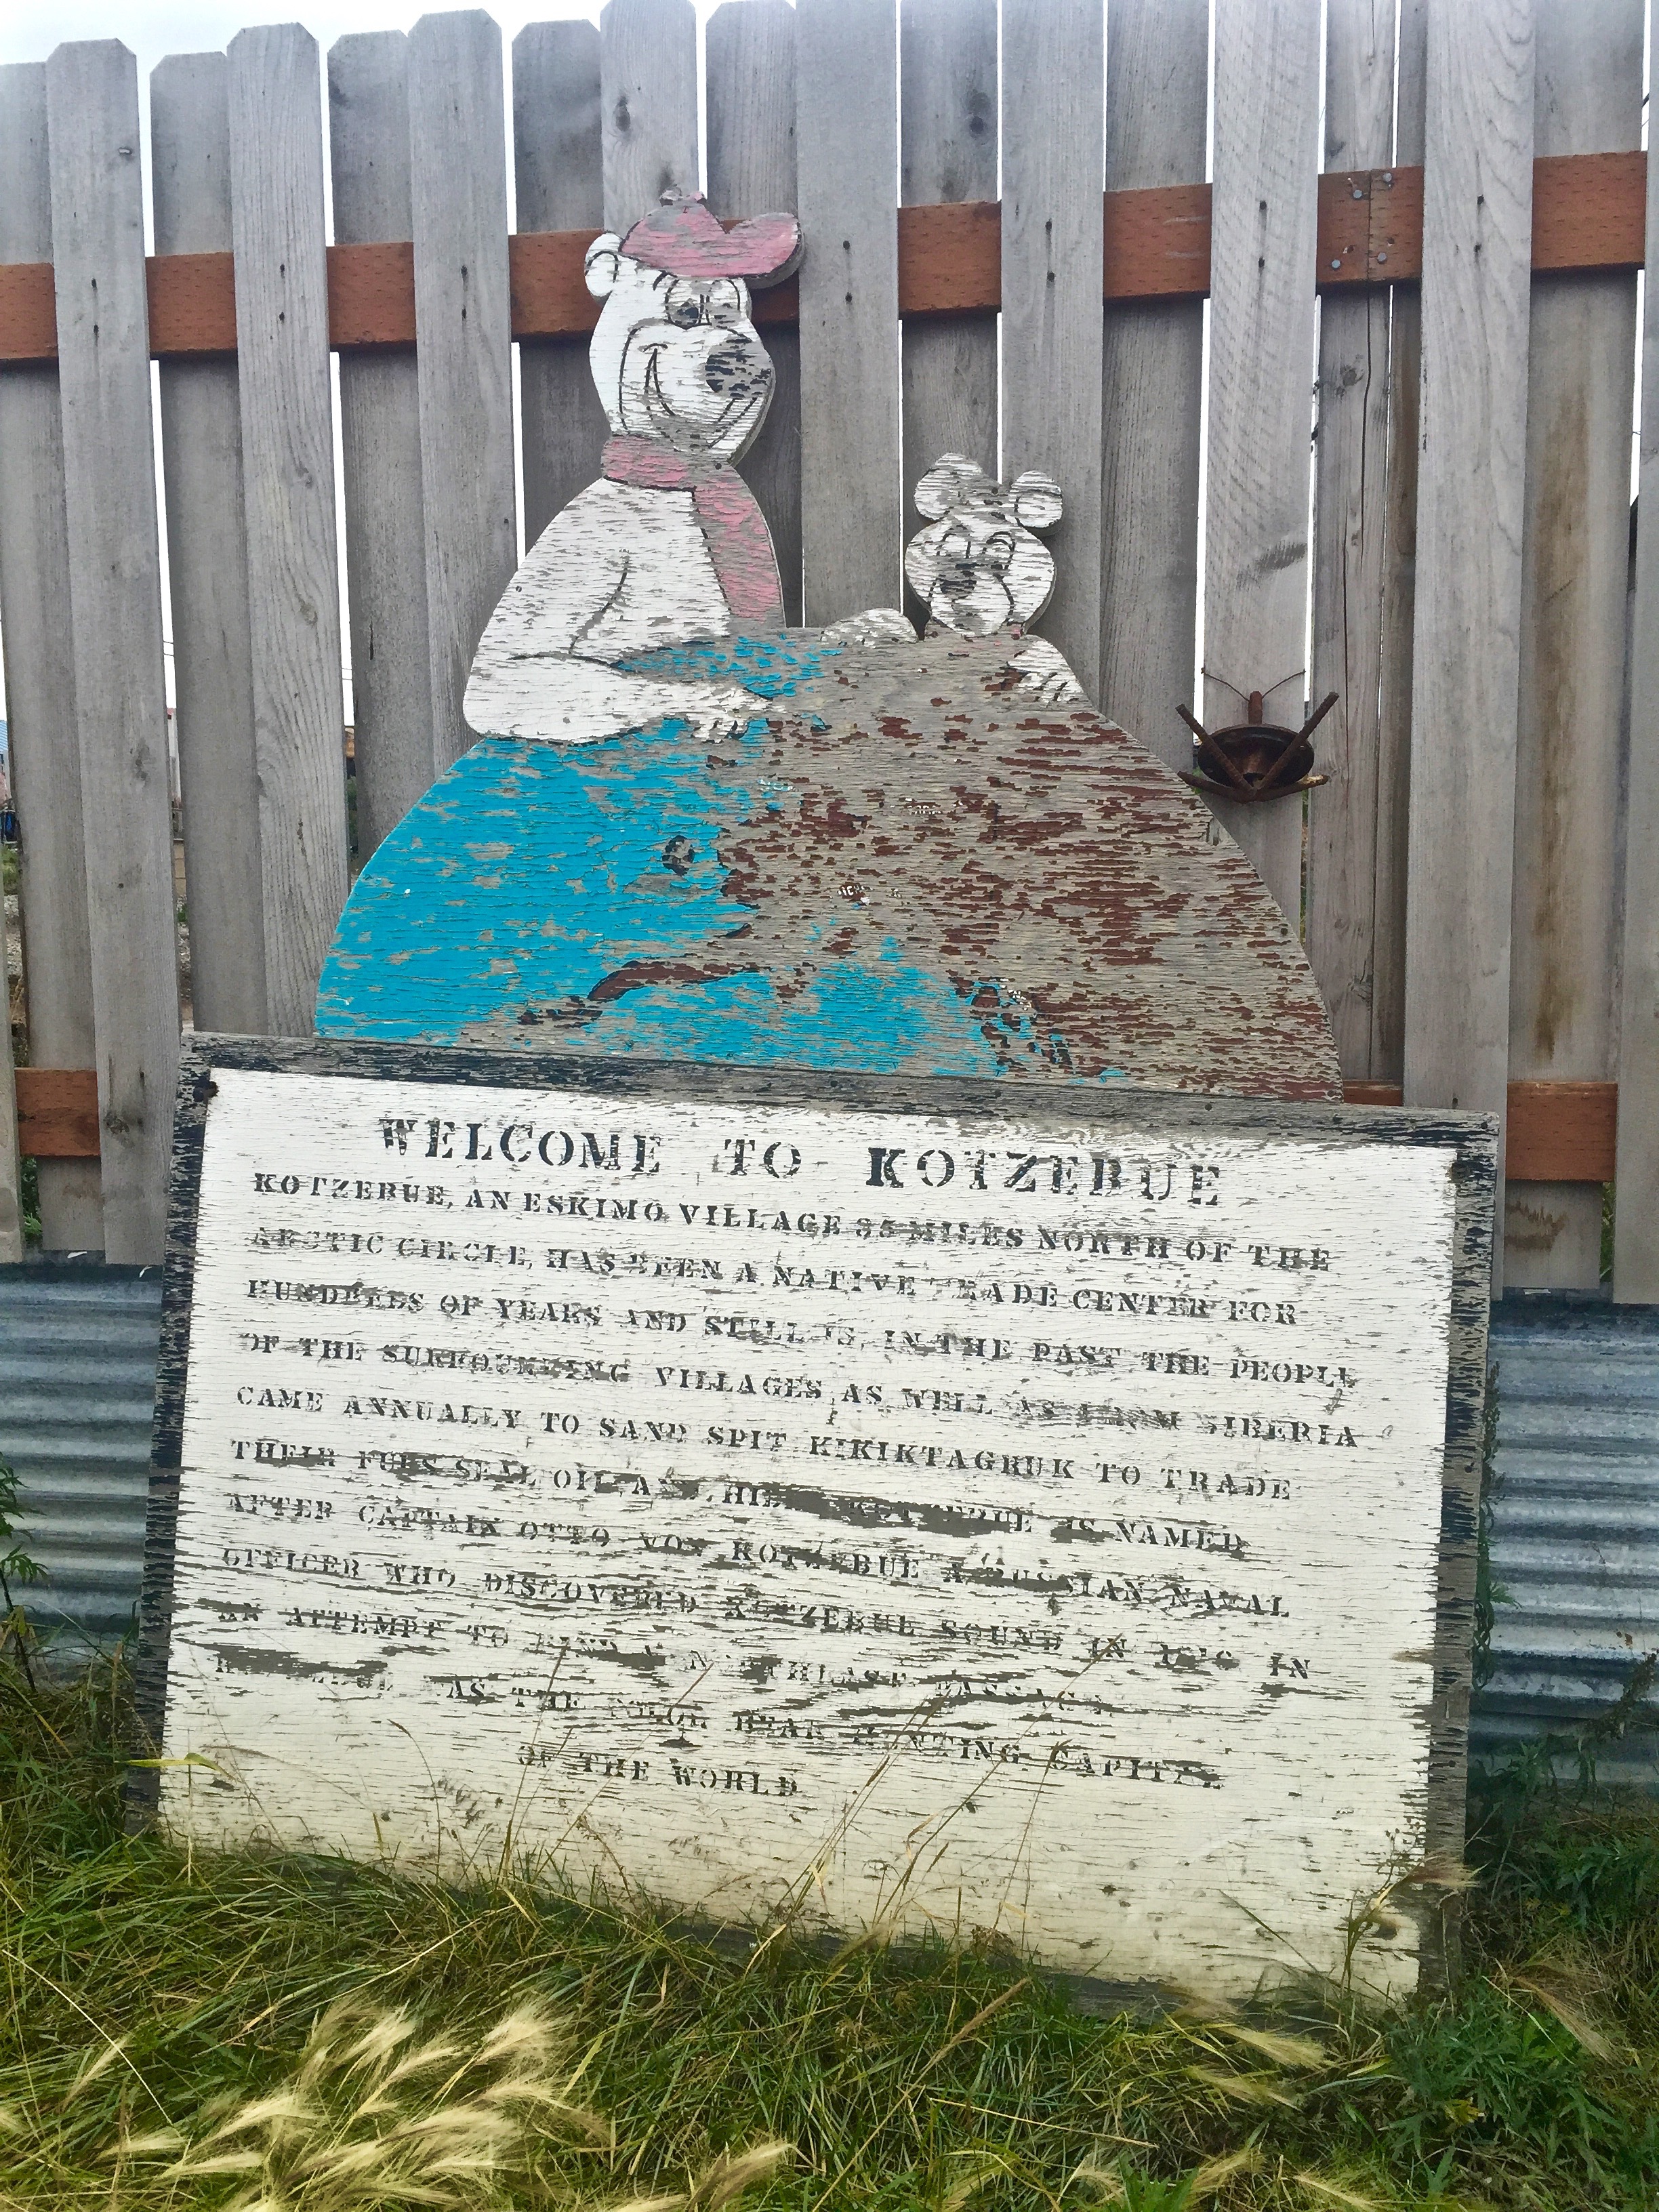 WELCOME TO KOTZEBUE
KOTZEBUE, AN ESKIMO VILLAGE 35 MILES NORTH OF THE
ARCTIC CIRCLE, HAS BEEN A NATIVE TRADE CENTER FOR
HUNDREDS OF YEARS AND STILL IS. IN THE PAST THE PEOPLE
OF THE SURROUNDING VILLAGES AS WELL AS FROM SIBERIA
CAME ANNUALLY TO SAND SPIT KIKIKTAGRUK TO TRADE
THEIR FURS SEAL OIL AND KOTZEBUE IS NAMED
AFTER CAPTAIN OTTO VON KOTZEBUE A RUSSIAN NAVAL
OFFICER WHO DISCOVERED KOTZEBUE SOUND IN IN
AN ATTEMPT TO FIND A PASSAGE
AS THE BEAR HUNTING CAPITAL
OF THE WORLD